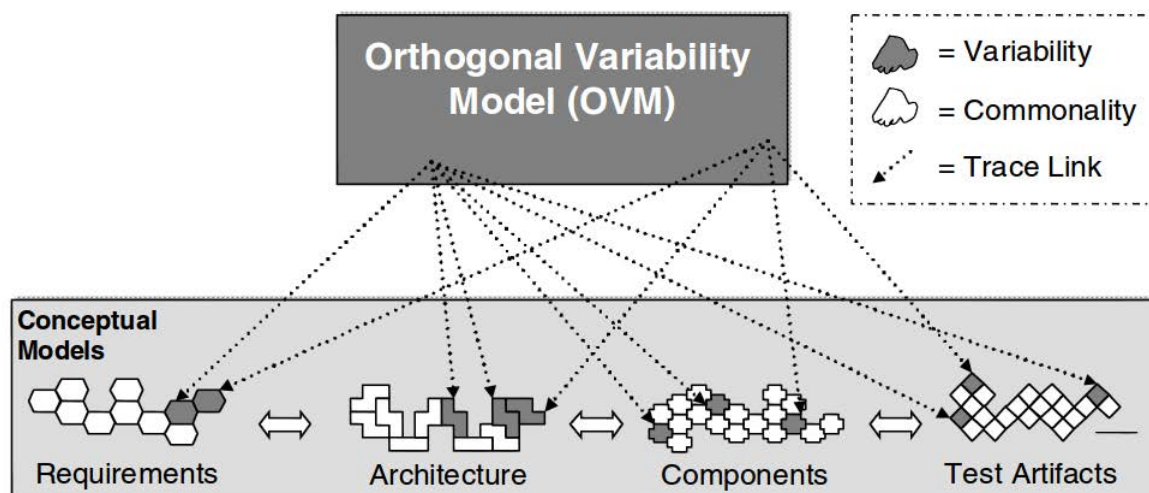 Orthogonal Variability
Model (OVM)
= Variability
= Commonality
= Trace Link
Conceptual
Models
Requirements
Architecture
Components
Test Artifacts